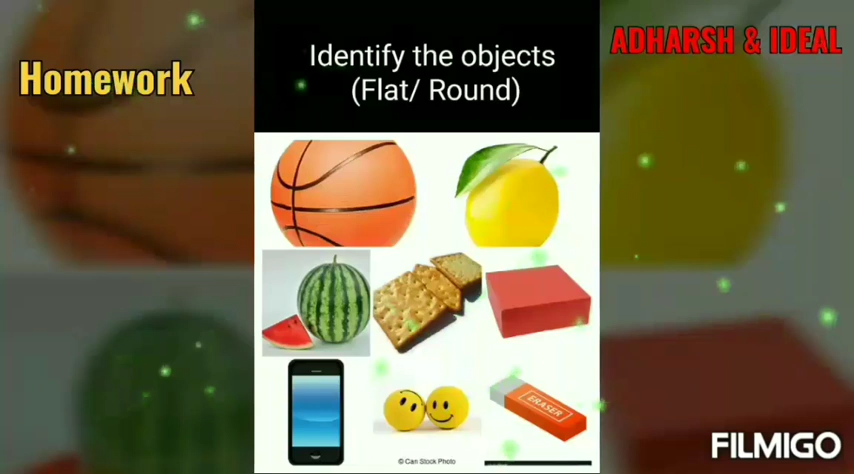 Homework
Identify the objects
(Flat/ Round)
ADHARSH & IDEAL
ERASER
© Can Stock Photo
FILMIGO